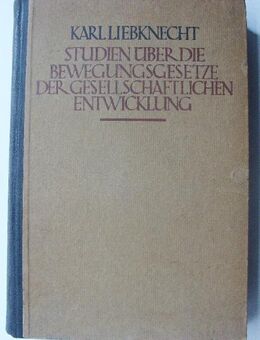 KARL LIEBKNECHT
STUDIEN ÜBER DIE
BEWEGUNGSGESETZE
DER GESELLSCHAFTLICHEN
ENTWICKLUNG